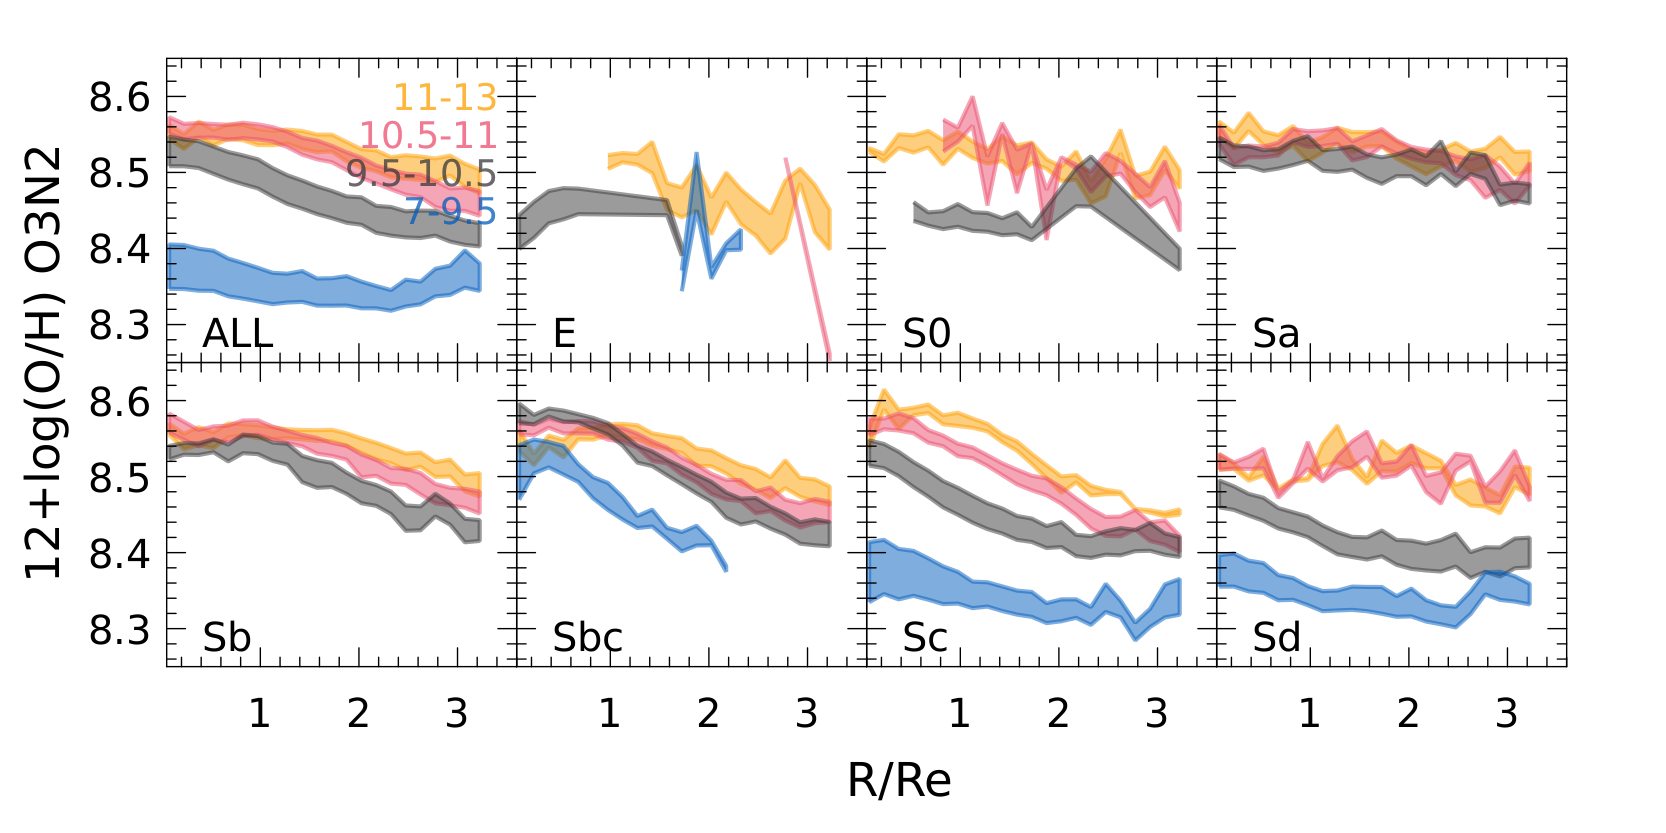 12+log(O/H) O3N2
8.6
8.5
8.4
8.3
11-13
10.5-11
9.5-10.5
7-9.5
ALL
E
S0
Sa
8.6
8.5
8.4
8.3
Sb
Sbc
Sc
Sd
1 2 3 1 2 3 1 2 3 1 2 3
R/Re